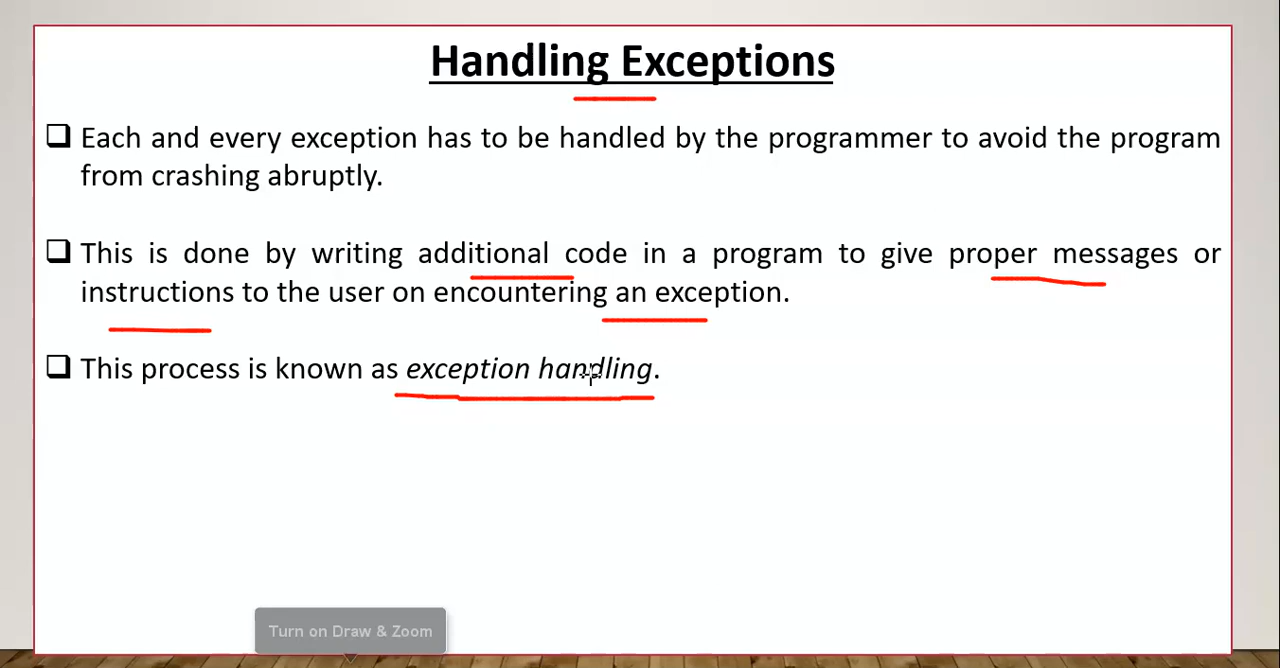 Handling Exceptions
Each and every exception has to be handled by the programmer to avoid the program
from crashing abruptly.
This is done by writing additional code in a program to give proper messages or
instructions to the user on encountering an exception.
This process is known as exception handling.
Turn on Draw & Zoom